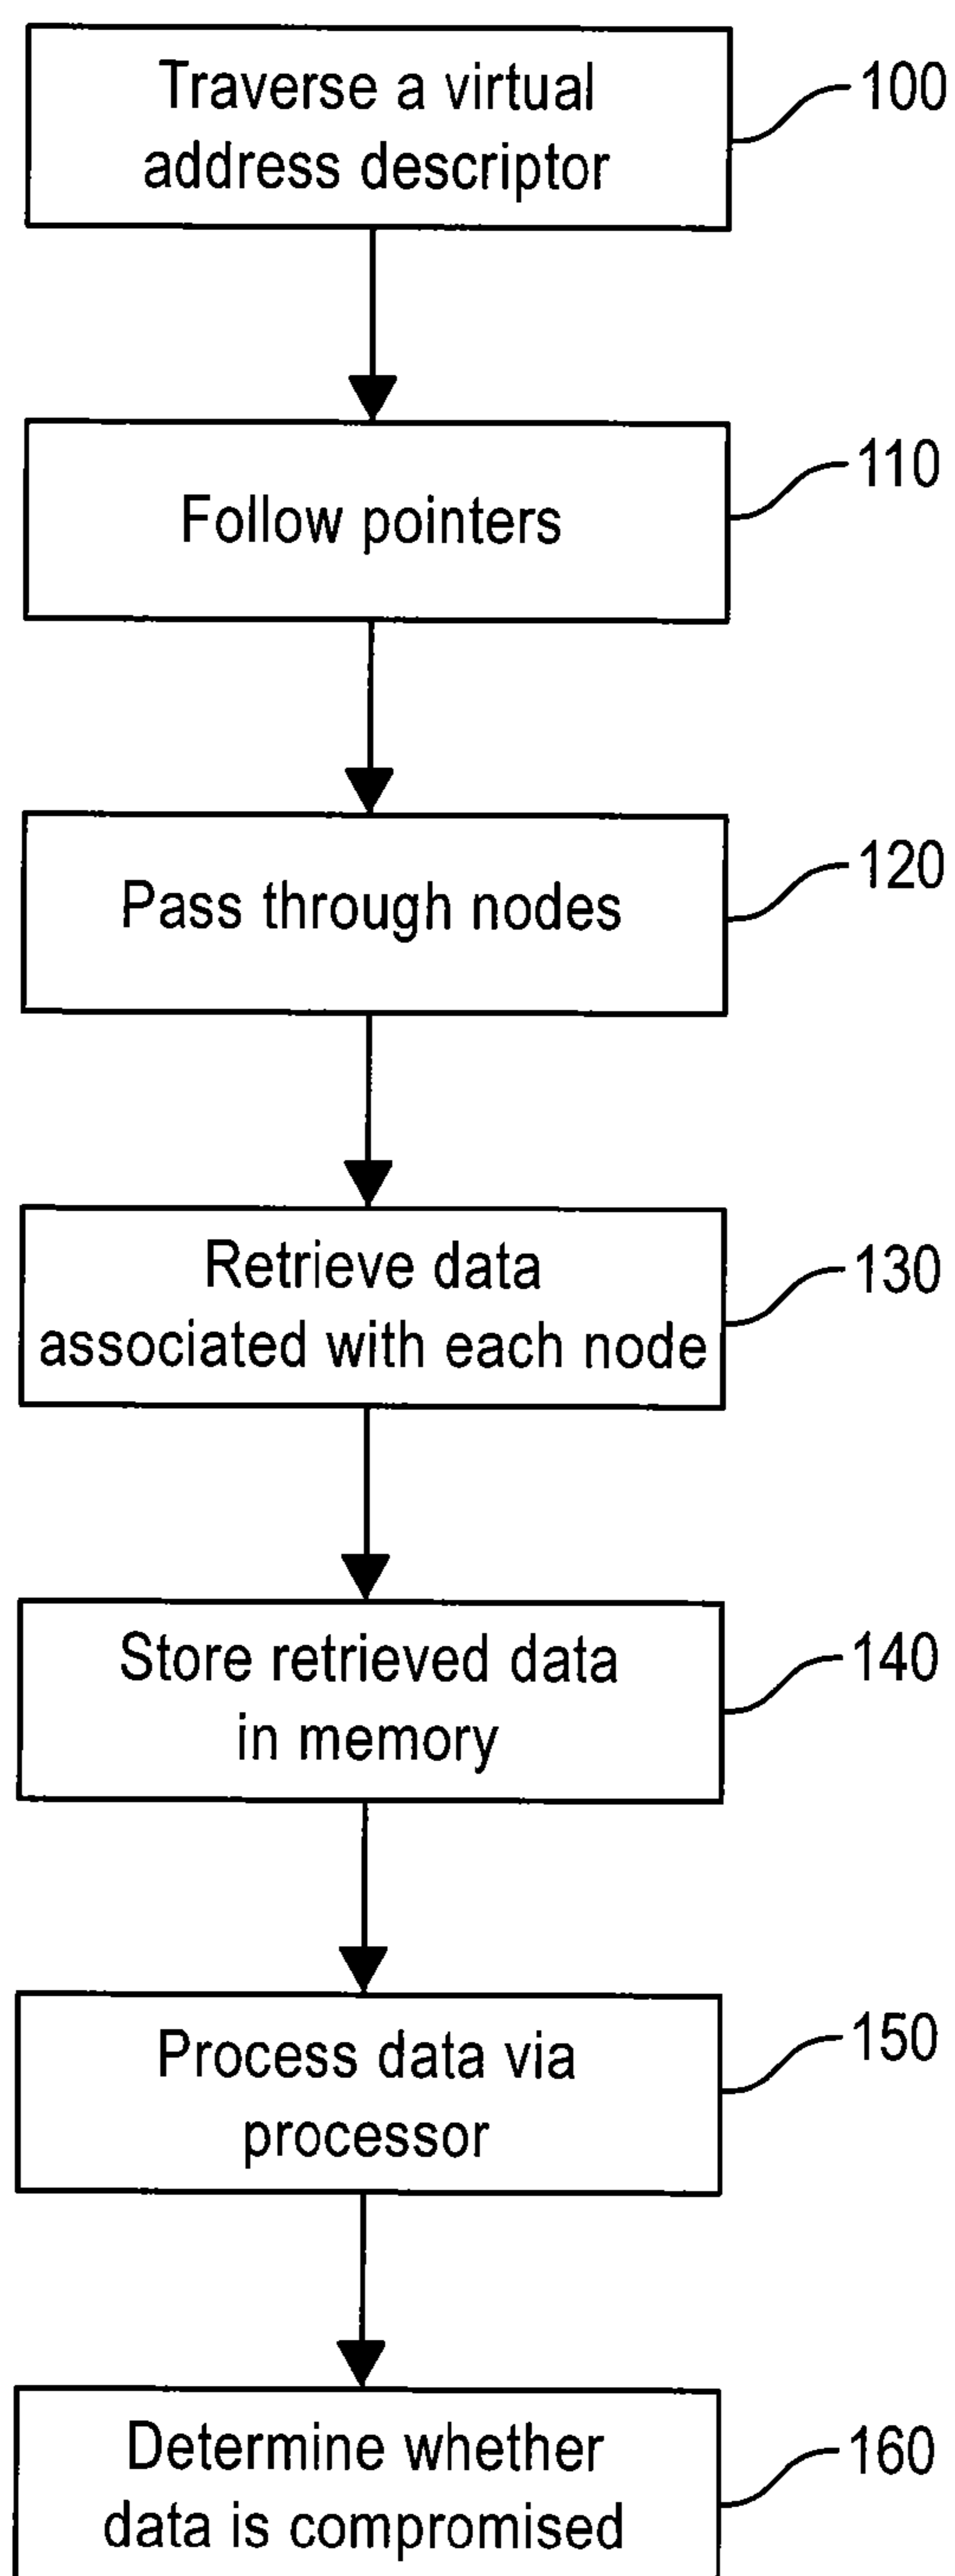 Traverse a virtual
address descriptor
100
Follow pointers
110
Pass through nodes
120
Retrieve data
associated with each node
130
Store retrieved data
in memory
140
Process data via
processor
150
Determine whether
data is compromised
160